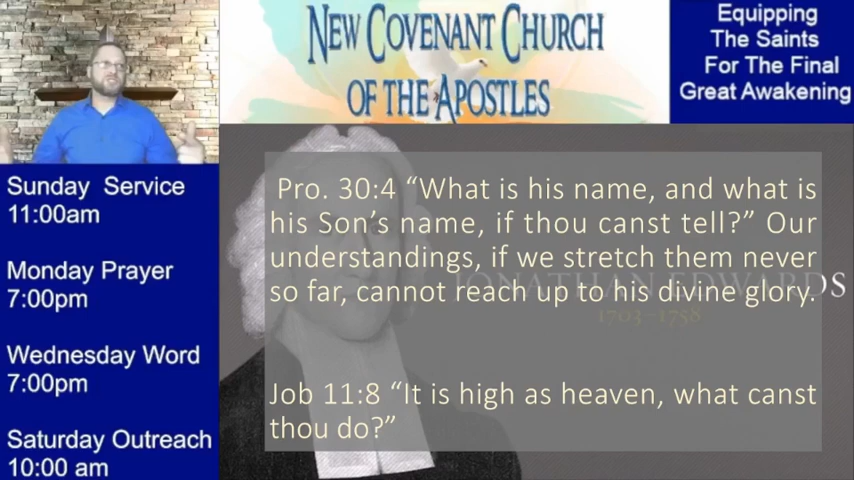 NEW COVENANT CHURCH
OF THE APOSTLES
Equipping
The Saints
For The Final
Great Awakening
Sunday Service
11:00am
Monday Prayer
7:00pm
Wednesday Word
7:00pm
Saturday Outreach
10:00 am
Pro. 30:4 “What is his name, and what is
his Son’s name, if thou canst tell?” Our
understandings, if we stretch them never
so far, cannot reach up to his divine glory.
JONATHAN EDWARDS
1703–1758
Job 11:8 “It is high as heaven, what canst
thou do?”